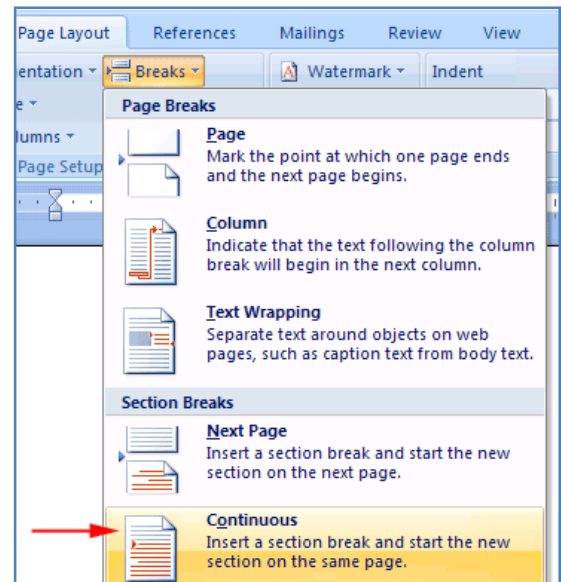 Page Layout References Mailings Review View
entation Breaks Watermark Indent
e
lumns
Page Setup
Page Breaks
Page
Mark the point at which one page ends
and the next page begins.
Column
Indicate that the text following the column
break will begin in the next column.
Text Wrapping
Separate text around objects on web
pages, such as caption text from body text.
Section Breaks
Next Page
Insert a section break and start the new
section on the next page.
Continuous
Insert a section break and start the new
section on the same page.